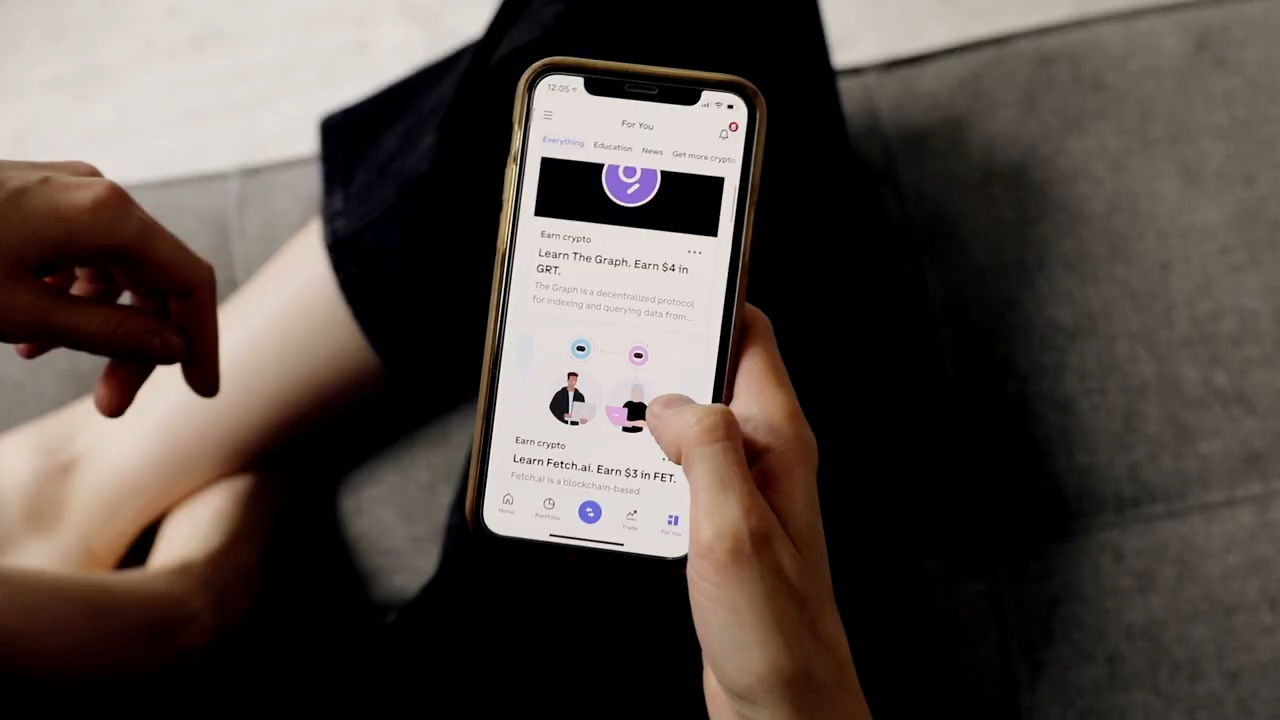 12:05
For You
8
Everything Education News Get more crypto
Earn crypto
Learn The Graph. Earn $4 in
GRT.
The Graph is a decentralized protocol
for indexing and querying data from...
Earn crypto
Learn Fetch.ai. Earn $3 in FET.
Fetch.ai is a blockchain-based
Home Portfolio Trade For You